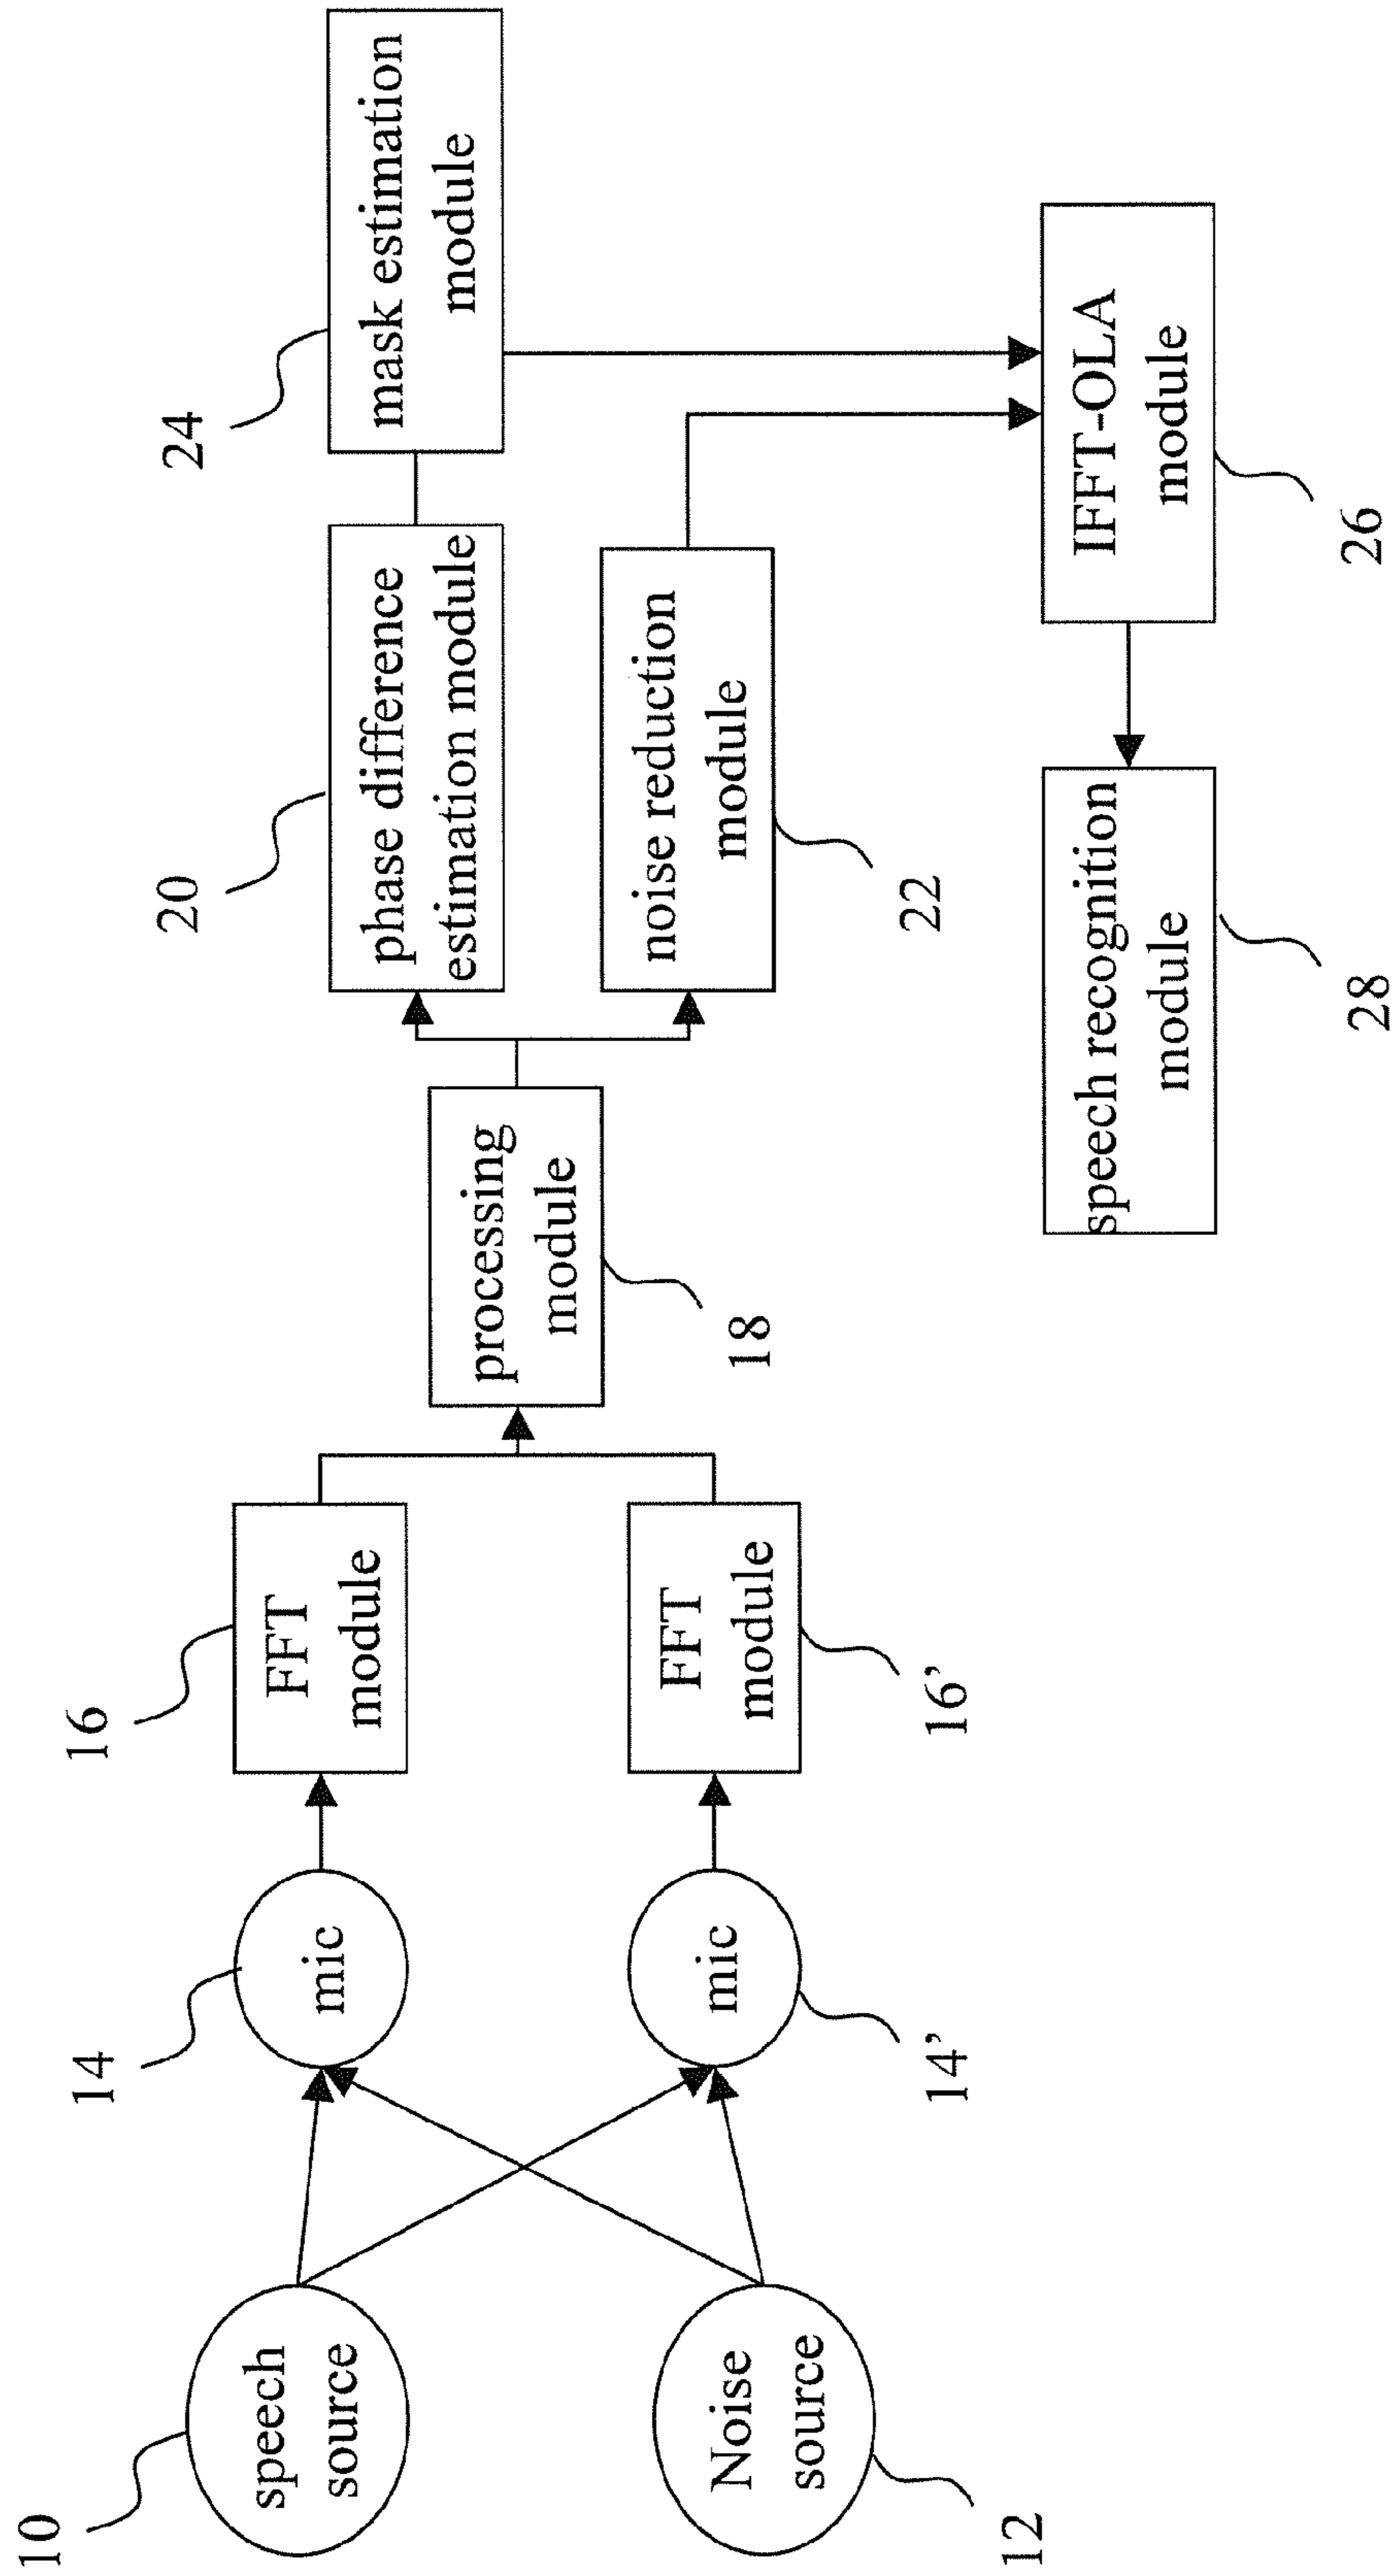 10
speech
source
Noise
source
12
14
mic
mic
14’
16
FFT
module
FFT
module
16’
processing
module
18
20
phase difference
estimation module
noise reduction
module
22
24
mask estimation
module
IFFT-OLA
module
26
speech recognition
module
28